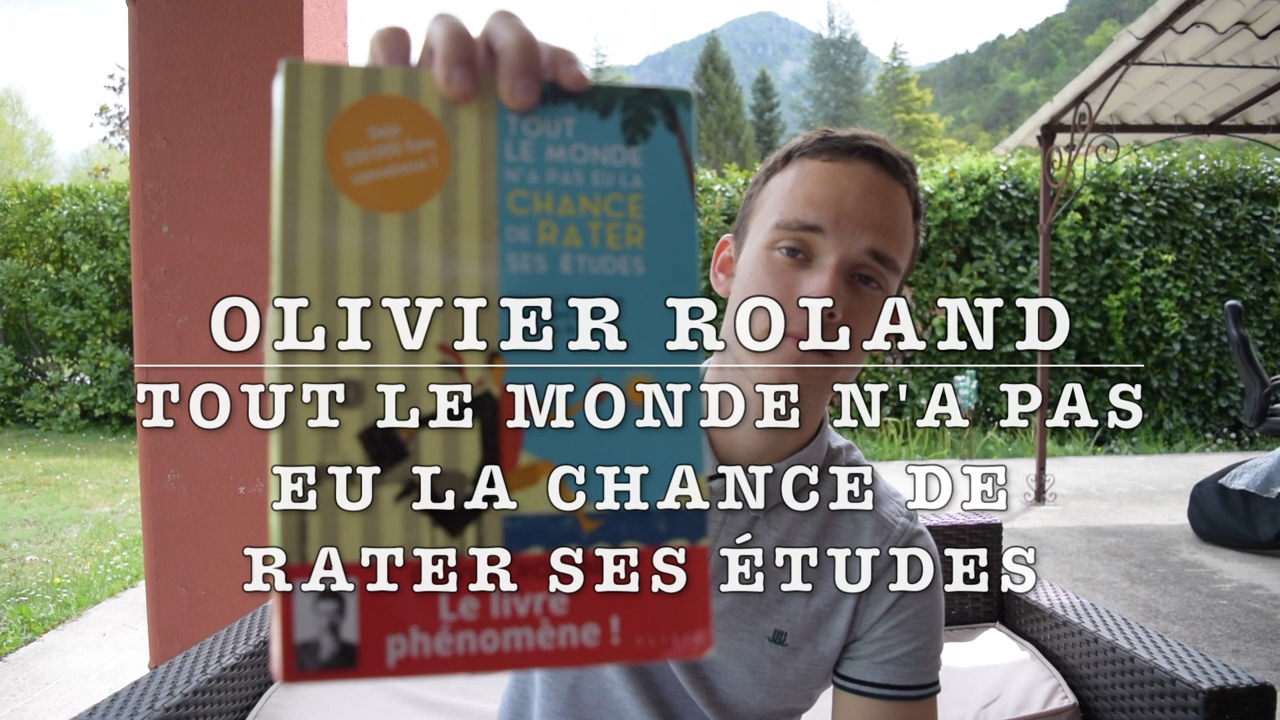 TOUT
LE MONDE
N'A PAS EU LA
CHANCE
DE RATER
SES ÉTUDES
OLIVIER ROLAND
TOUT LE MONDE N'A PAS
EU LA CHANCE DE
RATER SES ÉTUDES
Le livre
phénomène !